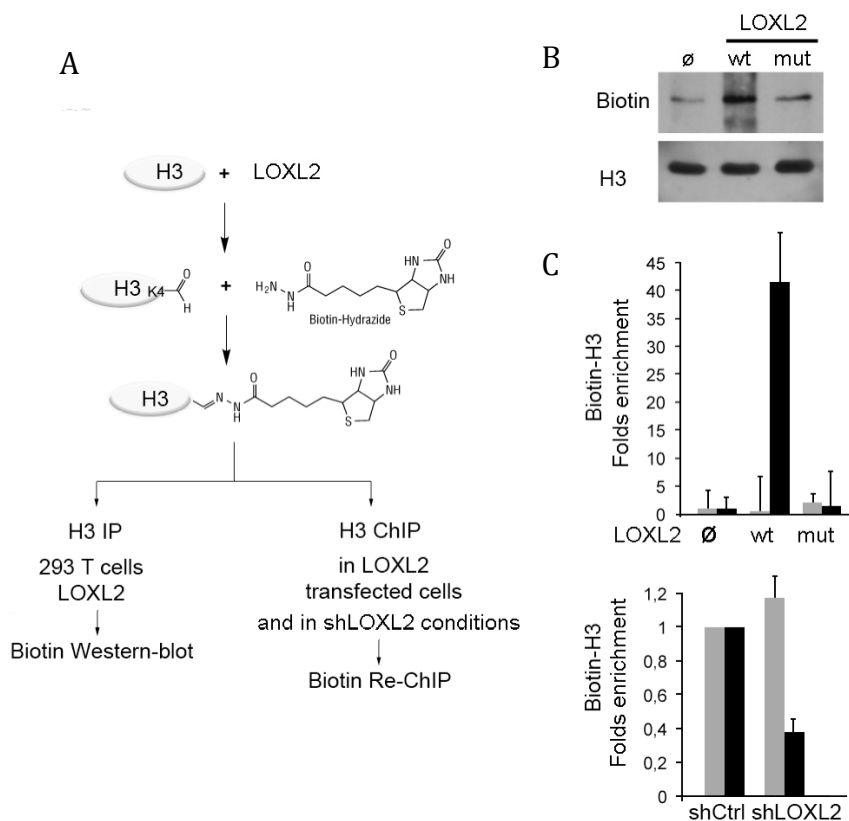 A
H3 + LOXL2
H3 K4 O H + H2N N H O HN O NH S
Biotin-Hydrazide
H3 N NH O HN O NH S
H3 IP
293 T cells
LOXL2
Biotin Western-blot
H3 ChIP
in LOXL2
transfected cells
and in shLOXL2 conditions
Biotin Re-ChIP
B
LOXL2
ø wt mut
Biotin
H3
C
Biotin-H3
Folds enrichment
45
40
35
30
25
20
15
10
5
0
LOXL2 Ø wt mut
Biotin-H3
Folds enrichment
1,2
1
0,8
0,6
0,4
0,2
0
shCtrl shLOXL2